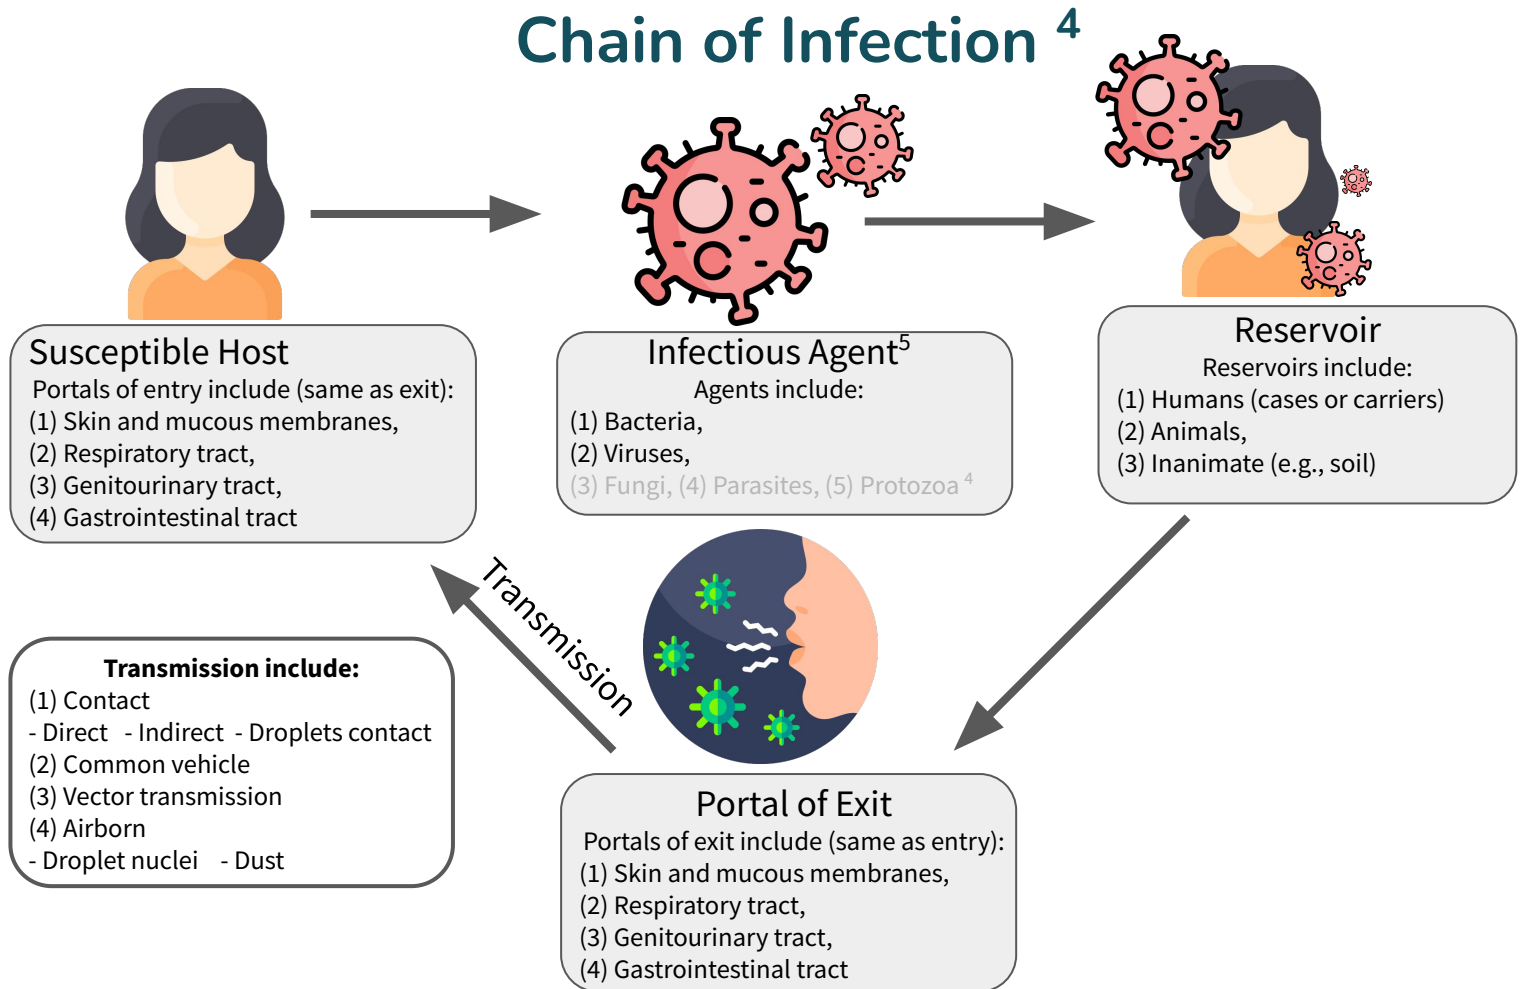 Chain of Infection 4
Susceptible Host
Portals of entry include (same as exit):
(1) Skin and mucous membranes,
(2) Respiratory tract,
(3) Genitourinary tract,
(4) Gastrointestinal tract
Infectious Agent5
Agents include:
(1) Bacteria,
(2) Viruses,
(3) Fungi, (4) Parasites, (5) Protozoa 4
Reservoir
Reservoirs include:
(1) Humans (cases or carriers)
(2) Animals,
(3) Inanimate (e.g., soil)
Transmission
Transmission include:
(1) Contact
- Direct - Indirect - Droplets contact
(2) Common vehicle
(3) Vector transmission
(4) Airborn
- Droplet nuclei - Dust
Portal of Exit
Portals of exit include (same as entry):
(1) Skin and mucous membranes,
(2) Respiratory tract,
(3) Genitourinary tract,
(4) Gastrointestinal tract